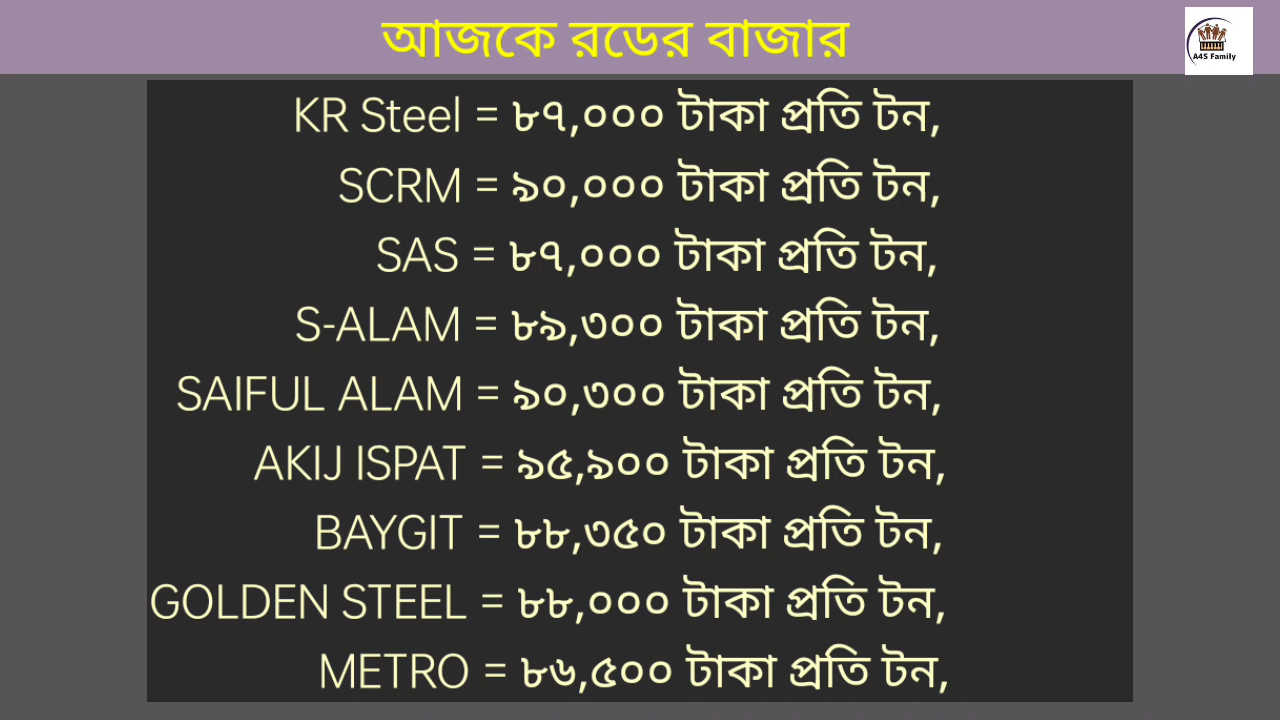 আজকে রডের বাজার
A4S Family
KR Steel = ৮৭,০০০ টাকা প্রতি টন,
SCRM = ৯০,০০০ টাকা প্রতি টন,
SAS = ৮৭,০০০ টাকা প্রতি টন,
S-ALAM = ৮৯,৩০০ টাকা প্রতি টন,
SAIFUL ALAM = ৯০,৩০০ টাকা প্রতি টন,
AKIJ ISPAT = ৯৫,৯০০ টাকা প্রতি টন,
BAYGIT = ৮৮,৩৫০ টাকা প্রতি টন,
GOLDEN STEEL = ৮৮,০০০ টাকা প্রতি টন,
METRO = ৮৬,৫০০ টাকা প্রতি টন,